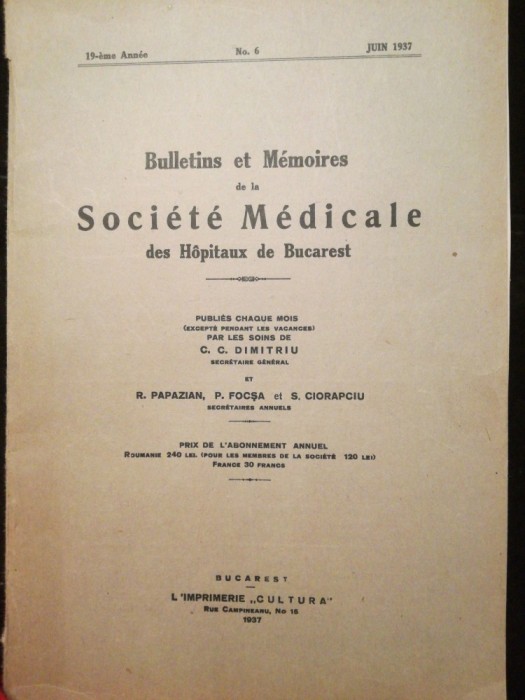 19-ème Année No. 6 JUIN 1937
Bulletins et Mémoires
de la
Société Médicale
des Hôpitaux de Bucarest
PUBLIÉS CHAQUE MOIS
(EXCEPTÉ PENDANT LES VACANCES)
PAR LES SOINS DE
C. C. DIMITRIU
SECRÉTAIRE GÉNÉRAL
ET
R. PAPAZIAN, P. FOCŞA et S. CIORAPCIU
SECRÉTAIRES ANNUELS
PRIX DE L'ABONNEMENT ANNUEL
ROUMANIE 240 LEI, (POUR LES MEMBRES DE LA SOCIÉTÉ 120 LEI)
FRANCE 30 FRANCS
BUCAREST
L'IMPRIMERIE „CULTURA"
RUE CAMPINEANU, No 15
1937